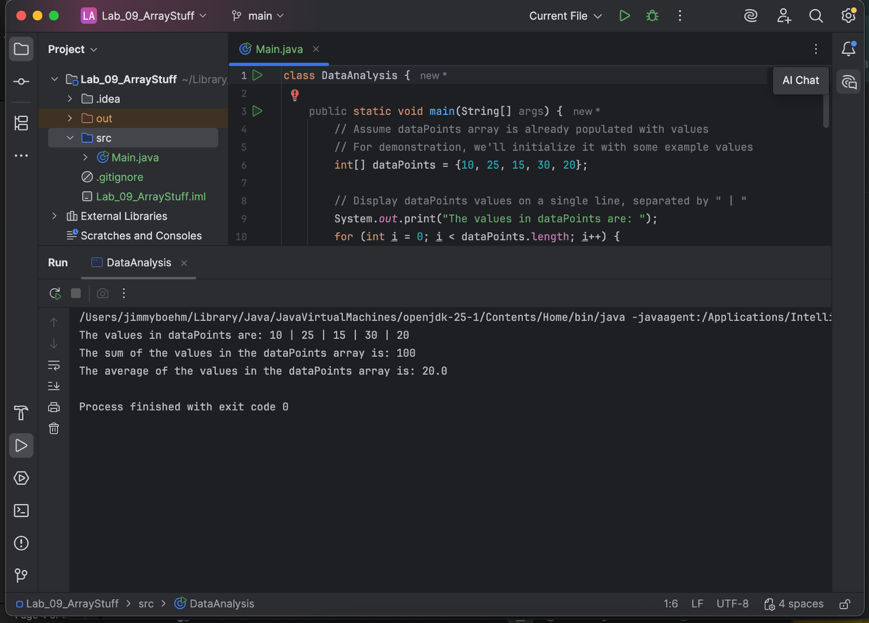 LA Lab_09_ArrayStuff main Current File
Project
Main.java
Lab_09_ArrayStuff ~/Library
.idea
out
src
Main.java
.gitignore
Lab_09_ArrayStuff.iml
External Libraries
Scratches and Consoles
1 class DataAnalysis { new *
2
3 public static void main(String[] args) { new *
4 // Assume dataPoints array is already populated with values
5 // For demonstration, we'll initialize it with some example values
6 int[] dataPoints = {10, 25, 15, 30, 20};
7
8 // Display dataPoints values on a single line, separated by " | "
9 System.out.print("The values in dataPoints are: ");
10 for (int i = 0; i < dataPoints.length; i++) {
AI Chat
Run DataAnalysis
/Users/jimmyboehm/Library/Java/JavaVirtualMachines/openjdk-25-1/Contents/Home/bin/java -javaagent:/Applications/Intelli
The values in dataPoints are: 10 | 25 | 15 | 30 | 20
The sum of the values in the dataPoints array is: 100
The average of the values in the dataPoints array is: 20.0
Process finished with exit code 0
Lab_09_ArrayStuff > src > DataAnalysis 1:6 LF UTF-8 4 spaces